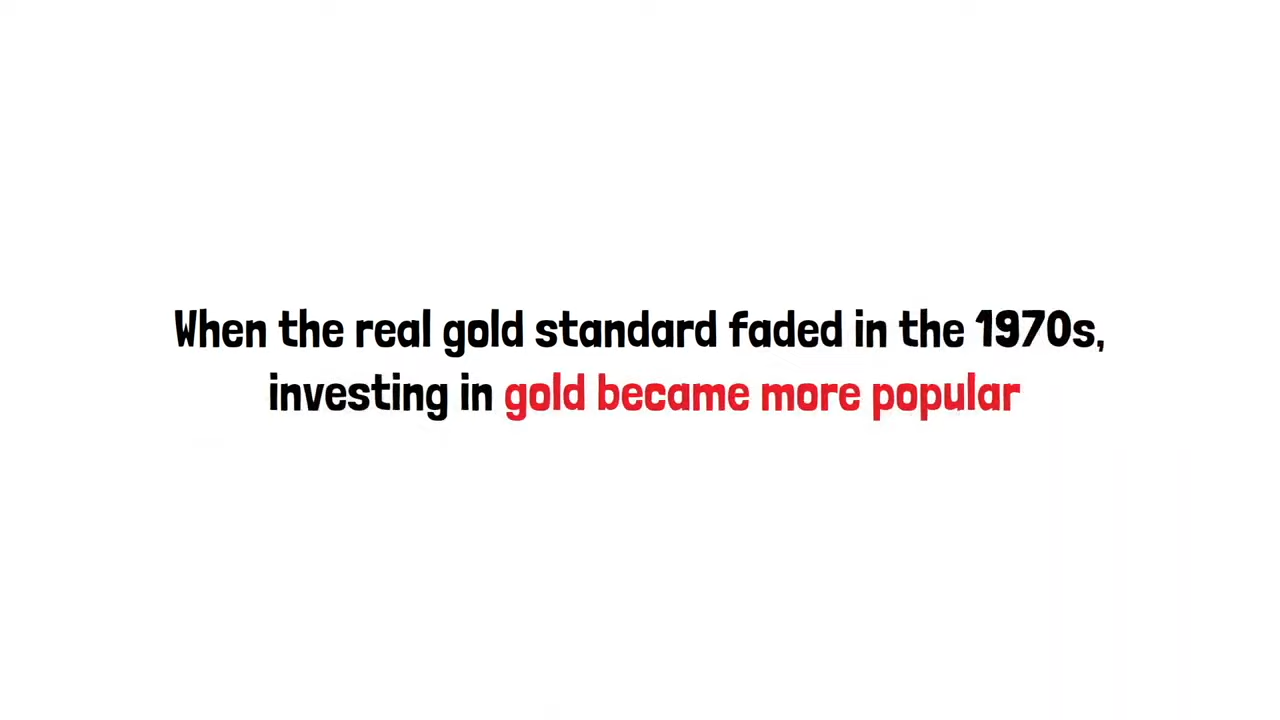 When the real gold standard faded in the 1970s,
investing in gold became more popular